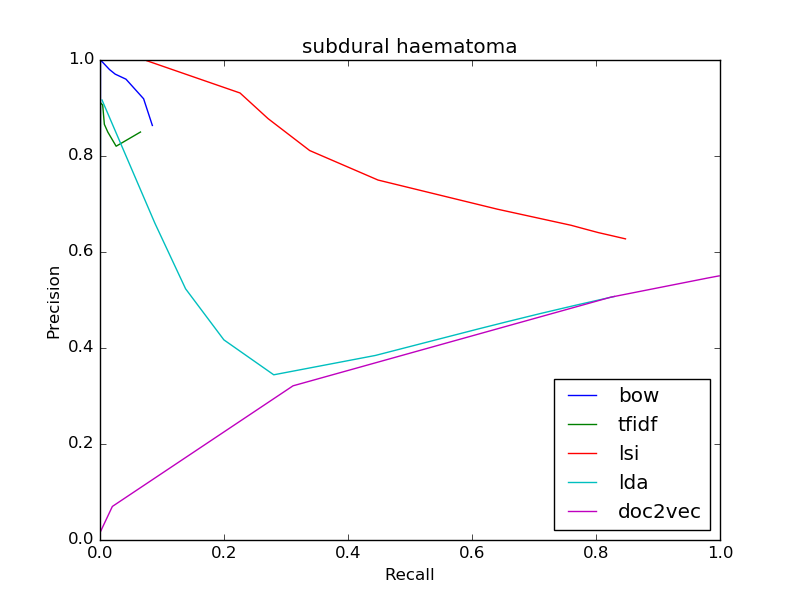 subdural haematoma
1.0
0.8
0.6
0.4
0.2
0.0
Precision
0.0 0.2 0.4 0.6 0.8 1.0
Recall
bow
tfidf
lsi
lda
doc2vec